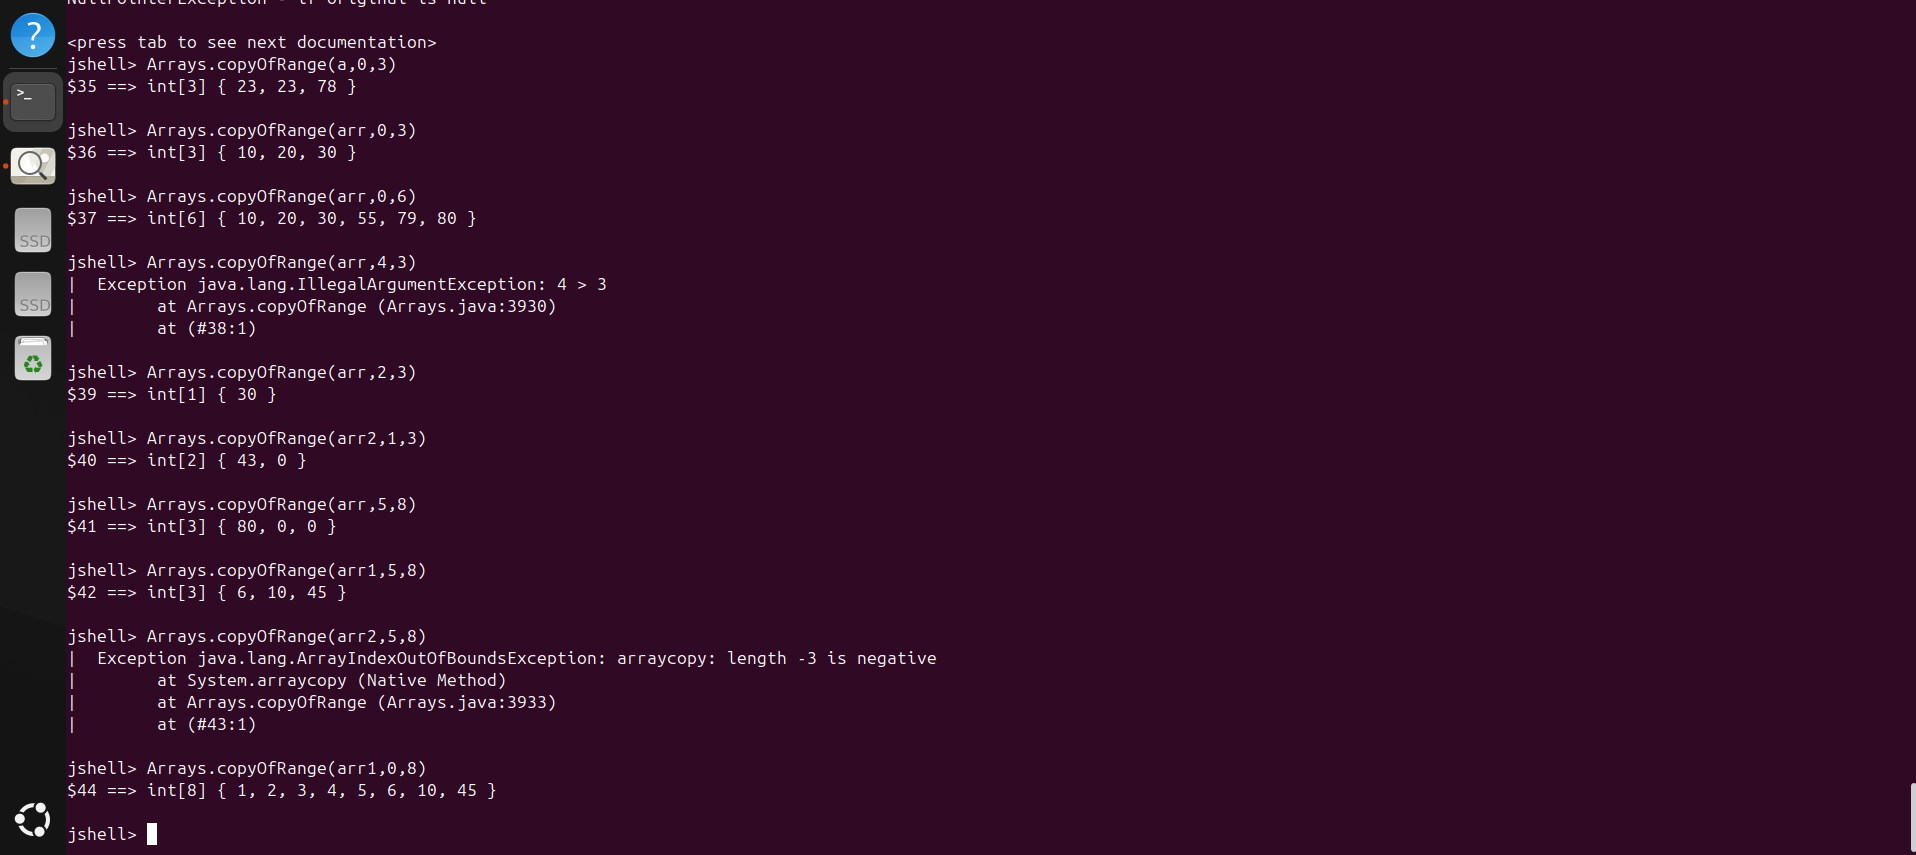 NullPointerException - if original is null
<press tab to see next documentation>
jshell> Arrays.copyOfRange(a,0,3)
$35 ==> int[3] { 23, 23, 78 }
jshell> Arrays.copyOfRange(arr,0,3)
$36 ==> int[3] { 10, 20, 30 }
jshell> Arrays.copyOfRange(arr,0,6)
$37 ==> int[6] { 10, 20, 30, 55, 79, 80 }
jshell> Arrays.copyOfRange(arr,4,3)
|  Exception java.lang.IllegalArgumentException: 4 > 3
|        at Arrays.copyOfRange (Arrays.java:3930)
|        at (#38:1)
jshell> Arrays.copyOfRange(arr,2,3)
$39 ==> int[1] { 30 }
jshell> Arrays.copyOfRange(arr2,1,3)
$40 ==> int[2] { 43, 0 }
jshell> Arrays.copyOfRange(arr,5,8)
$41 ==> int[3] { 80, 0, 0 }
jshell> Arrays.copyOfRange(arr1,5,8)
$42 ==> int[3] { 6, 10, 45 }
jshell> Arrays.copyOfRange(arr2,5,8)
|  Exception java.lang.ArrayIndexOutOfBoundsException: arraycopy: length -3 is negative
|        at System.arraycopy (Native Method)
|        at Arrays.copyOfRange (Arrays.java:3933)
|        at (#43:1)
jshell> Arrays.copyOfRange(arr1,0,8)
$44 ==> int[8] { 1, 2, 3, 4, 5, 6, 10, 45 }
jshell>
?
>_
SSD
SSD